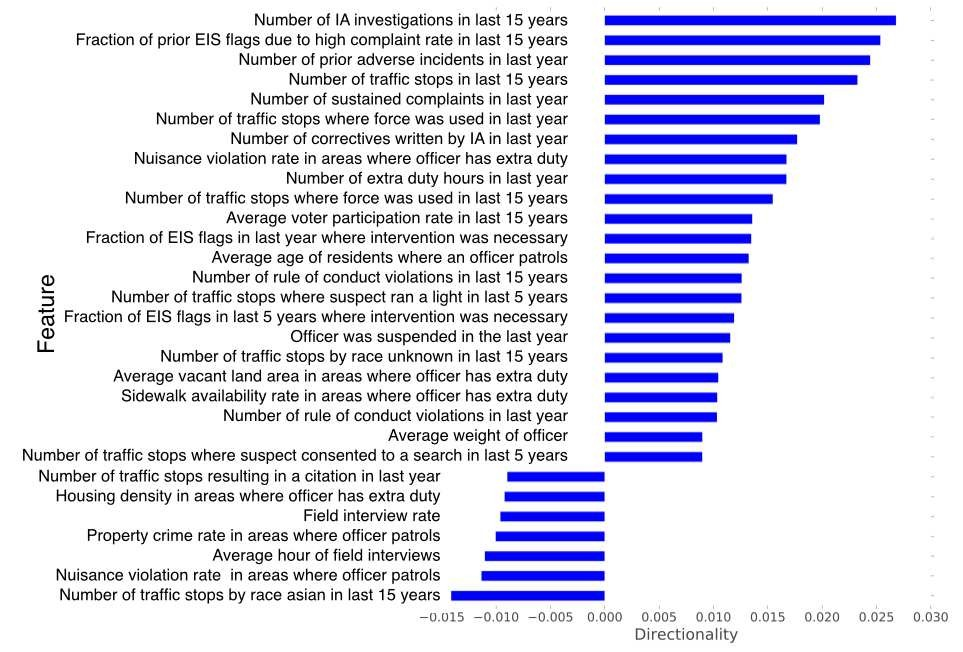 Number of IA investigations in last 15 years
Fraction of prior EIS flags due to high complaint rate in last 15 years
Number of prior adverse incidents in last year
Number of traffic stops in last 15 years
Number of sustained complaints in last year
Number of traffic stops where force was used in last year
Number of correctives written by IA in last year
Nuisance violation rate in areas where officer has extra duty
Number of extra duty hours in last year
Number of traffic stops where force was used in last 15 years
Average voter participation rate in last 15 years
Fraction of EIS flags in last year where intervention was necessary
Average age of residents where an officer patrols
Number of rule of conduct violations in last 15 years
Number of traffic stops where suspect ran a light in last 5 years
Fraction of EIS flags in last 5 years where intervention was necessary
Officer was suspended in the last year
Number of traffic stops by race unknown in last 15 years
Average vacant land area in areas where officer has extra duty
Sidewalk availability rate in areas where officer has extra duty
Number of rule of conduct violations in last year
Average weight of officer
Number of traffic stops where suspect consented to a search in last 5 years
Number of traffic stops resulting in a citation in last year
Housing density in areas where officer has extra duty
Field interview rate
Property crime rate in areas where officer patrols
Average hour of field interviews
Nuisance violation rate in areas where officer patrols
Number of traffic stops by race asian in last 15 years
Feature
−0.015 −0.010 −0.005 0.000 0.005 0.010 0.015 0.020 0.025 0.030
Directionality